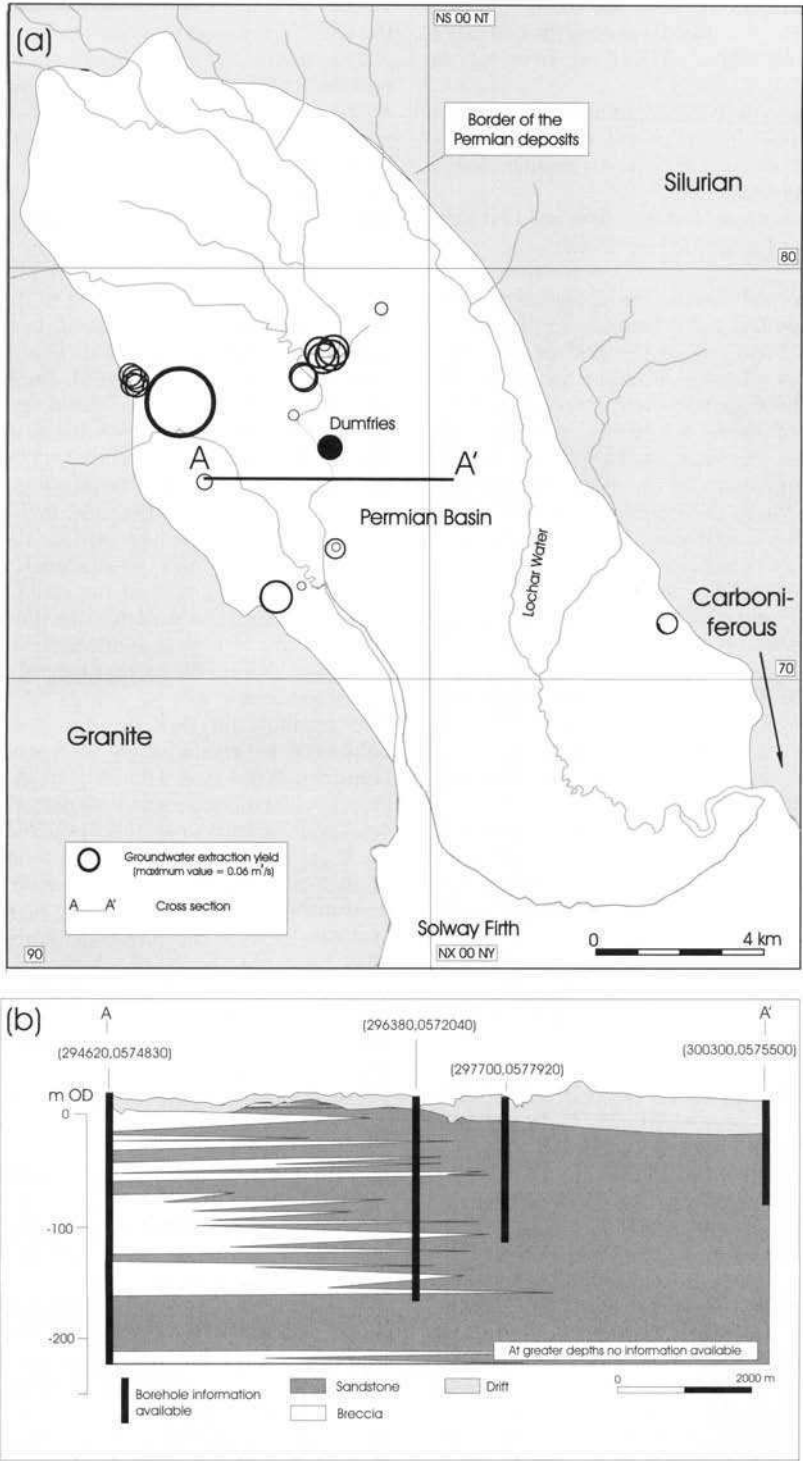 (a)
NS 00 NT
Border of the
Permian deposits
Silurian
80
Dumfries
A
A'
Permian Basin
Lochar Water
Carboni-
ferous
70
Granite
Groundwater extraction yield
(maximum value = 0.06 m³/s)
A A' Cross section
Solway Firth
0 4 km
90
NX 00 NY
(b)
A
A'
(296380,0572040)
(294620,0574830)
(300300,0575500)
(297700,0577920)
m OD
0
-100
-200
At greater depths no information available
Borehole information
available
Sandstone
Drift
Breccia
0 2000 m